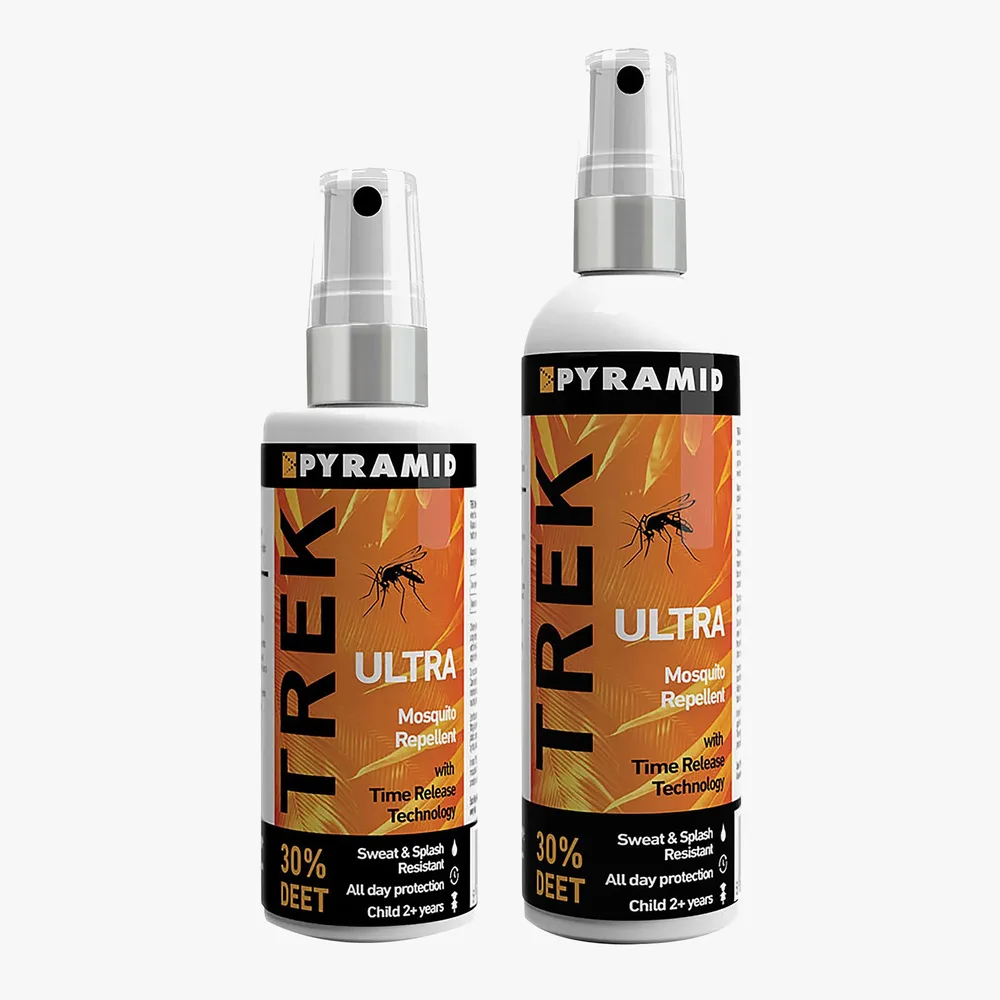 PYRAMID
TREK
ULTRA
Mosquito
Repellent
with
Time Release
Technology
30%
DEET
Sweat & Splash
Resistant
All day protection
Child 2+ years
PYRAMID
TREK
ULTRA
Mosquito
Repellent
with
Time Release
Technology
30%
DEET
Sweat & Splash
Resistant
All day protection
Child 2+ years